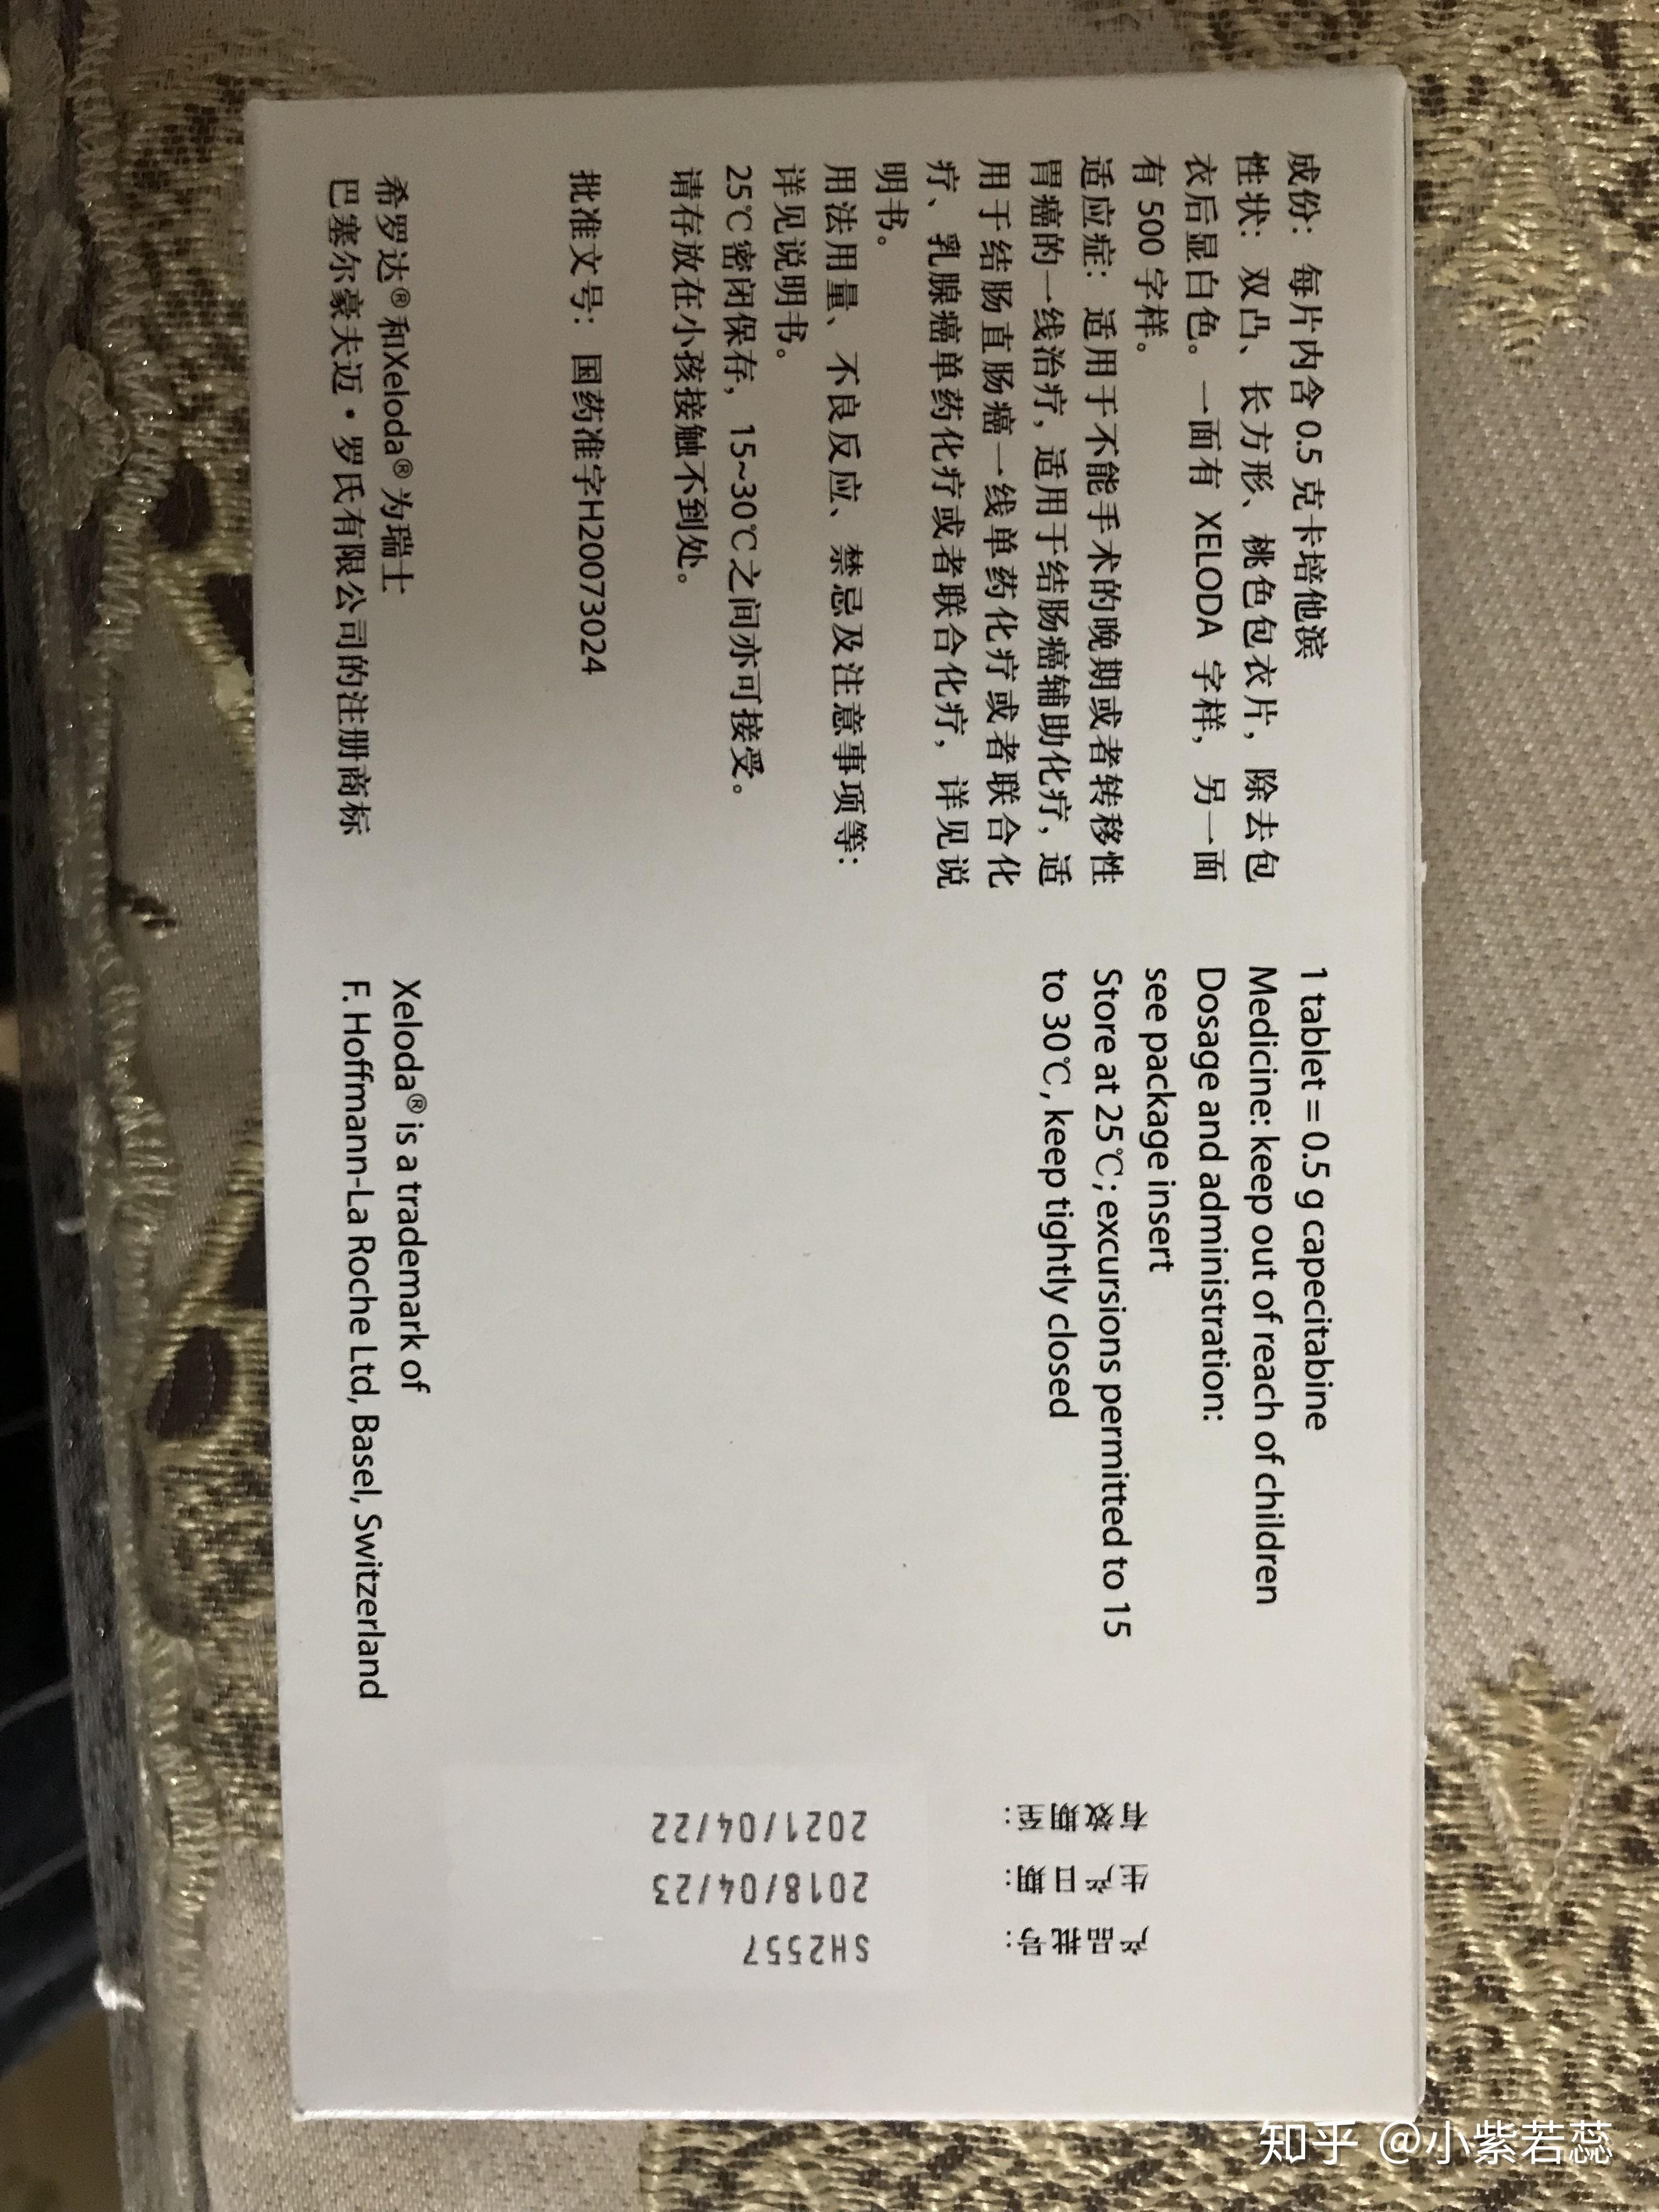 成份：每片内含 0.5 克卡培他滨
性状：双凸、长方形、桃色包衣片，除去包
衣后显白色。一面有 XELODA 字样，另一面
有 500 字样。
适应症：适用于不能手术的晚期或者转移性
胃癌的一线治疗，适用于结肠癌辅助化疗，适
用于结肠直肠癌一线单药化疗或者联合化
疗、乳腺癌单药化疗或者联合化疗，详见说
明书。
用法用量、不良反应、禁忌及注意事项等：
详见说明书。
25℃密闭保存，15~30℃之间亦可接受。
请存放在小孩接触不到处。
批准文号：国药准字H20073024
希罗达®和Xeloda®为瑞士
巴塞尔豪夫迈·罗氏有限公司的注册商标
1 tablet = 0.5 g capecitabine
Medicine: keep out of reach of children
Dosage and administration:
see package insert
Store at 25℃; excursions permitted to 15
to 30℃, keep tightly closed
Xeloda® is a trademark of
F. Hoffmann-La Roche Ltd, Basel, Switzerland
产品批号： SH2557
生产日期： 2018/04/23
有效期至： 2021/04/22
知乎 @小紫若蕊